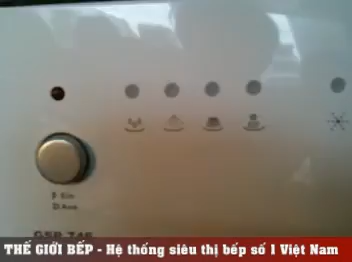 THẾ GIỚI BẾP - Hệ thống siêu thị bếp số 1 Việt Nam